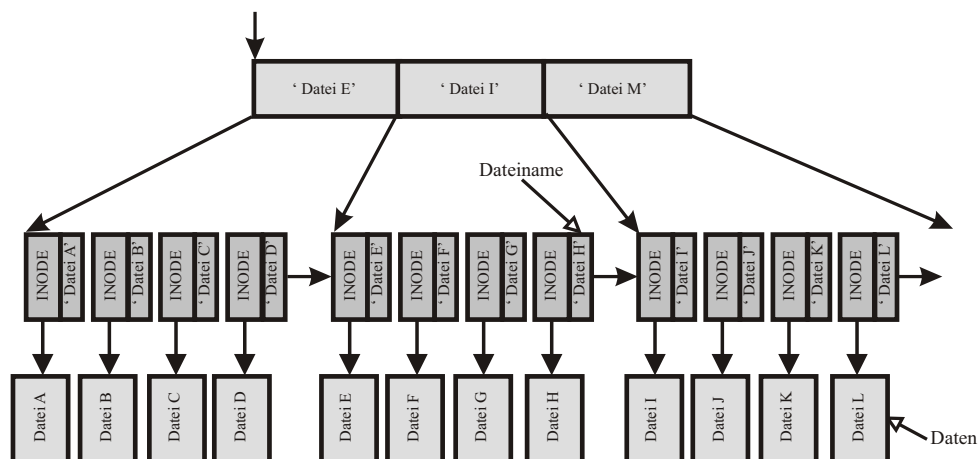 ‘ Datei E’
‘ Datei I’
‘ Datei M’
Dateiname
INODE
‘ Datei A’
INODE
‘ Datei B’
INODE
‘ Datei C’
INODE
‘ Datei D’
INODE
‘ Datei E’
INODE
‘ Datei F’
INODE
‘ Datei G’
INODE
‘ Datei H’
INODE
‘ Datei I’
INODE
‘ Datei J’
INODE
‘ Datei K’
INODE
‘ Datei L’
Datei A
Datei B
Datei C
Datei D
Datei E
Datei F
Datei G
Datei H
Datei I
Datei J
Datei K
Datei L
Daten